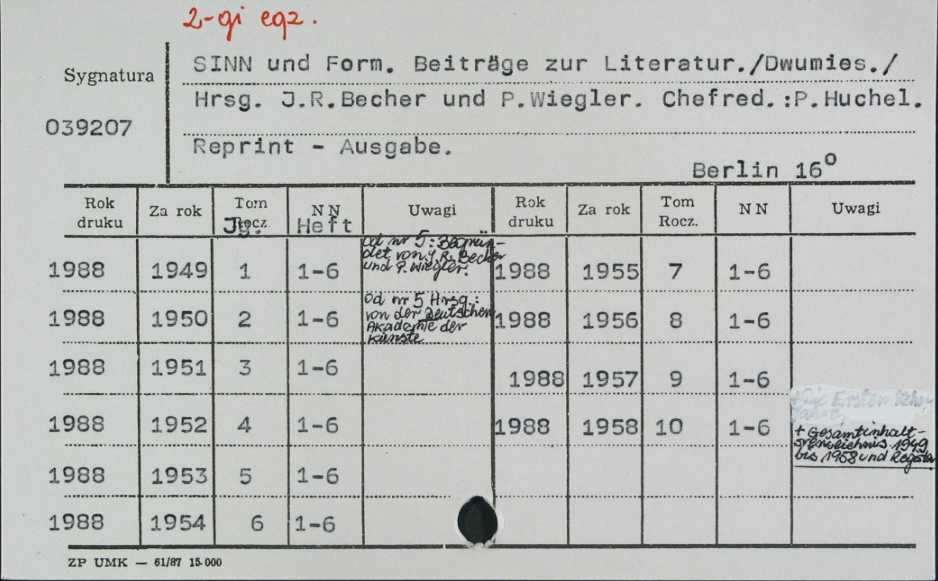 2-gi egz.
SINN und Form. Beiträge zur Literatur./Dwumies./
Sygnatura
Hrsg. J.R.Becher und P.Wiegler. Chefred.:P.Huchel.
039207
Reprint - Ausgabe.
Berlin 16⁰
Rok druku Za rok Tom Rocz. Jg. NN Heft Uwagi Rok druku Za rok Tom Rocz. NN Uwagi
1988 1949 1 1-6 Od nr 5: Begrün-
det von J.R. Becher
und P. Wiegler. 1988 1955 7 1-6
1988 1950 2 1-6 Od nr 5 Hrsg.:
von der Deutschen
Akademie der
Künste 1988 1956 8 1-6
1988 1951 3 1-6 1988 1957 9 1-6
1988 1952 4 1-6 1988 1958 10 1-6 + Gesamtinhalt-
bis 1958 und Register
1988 1953 5 1-6
1988 1954 6 1-6
ZP UMK — 61/87 15.000